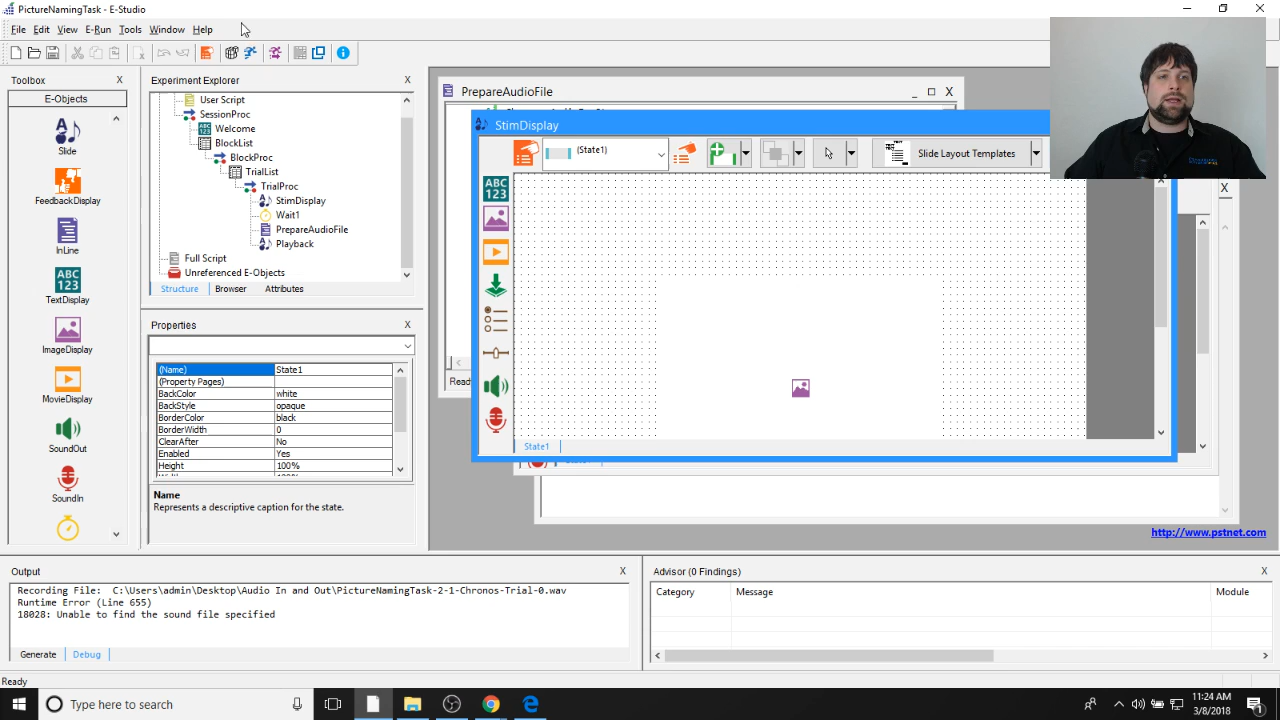 PictureNamingTask - E-Studio
File Edit View E-Run Tools Window Help
Toolbox X
E-Objects
Slide
FeedbackDisplay
InLine
ABC
123
TextDisplay
ImageDisplay
MovieDisplay
SoundOut
SoundIn
Experiment Explorer X
User Script
SessionProc
Welcome
BlockList
BlockProc
TrialList
TrialProc
StimDisplay
Wait1
PrepareAudioFile
Playback
Full Script
Unreferenced E-Objects
Structure Browser Attributes
Properties X
(Name) State1
(Property Pages)
BackColor white
BackStyle opaque
BorderColor black
BorderWidth 0
ClearAfter No
Enabled Yes
Height 100%
Name
Represents a descriptive caption for the state.
PrepareAudioFile
StimDisplay
(State1)
Slide Layout Templates
ABC
123
State1
http://www.pstnet.com
Output X
Recording File: C:\Users\admin\Desktop\Audio In and Out\PictureNamingTask-2-1-Chronos-Trial-0.wav
Runtime Error (Line 655)
18028: Unable to find the sound file specified
Generate Debug
Advisor (0 Findings) X
Category Message Module
Ready
Type here to search
11:24 AM
3/8/2018